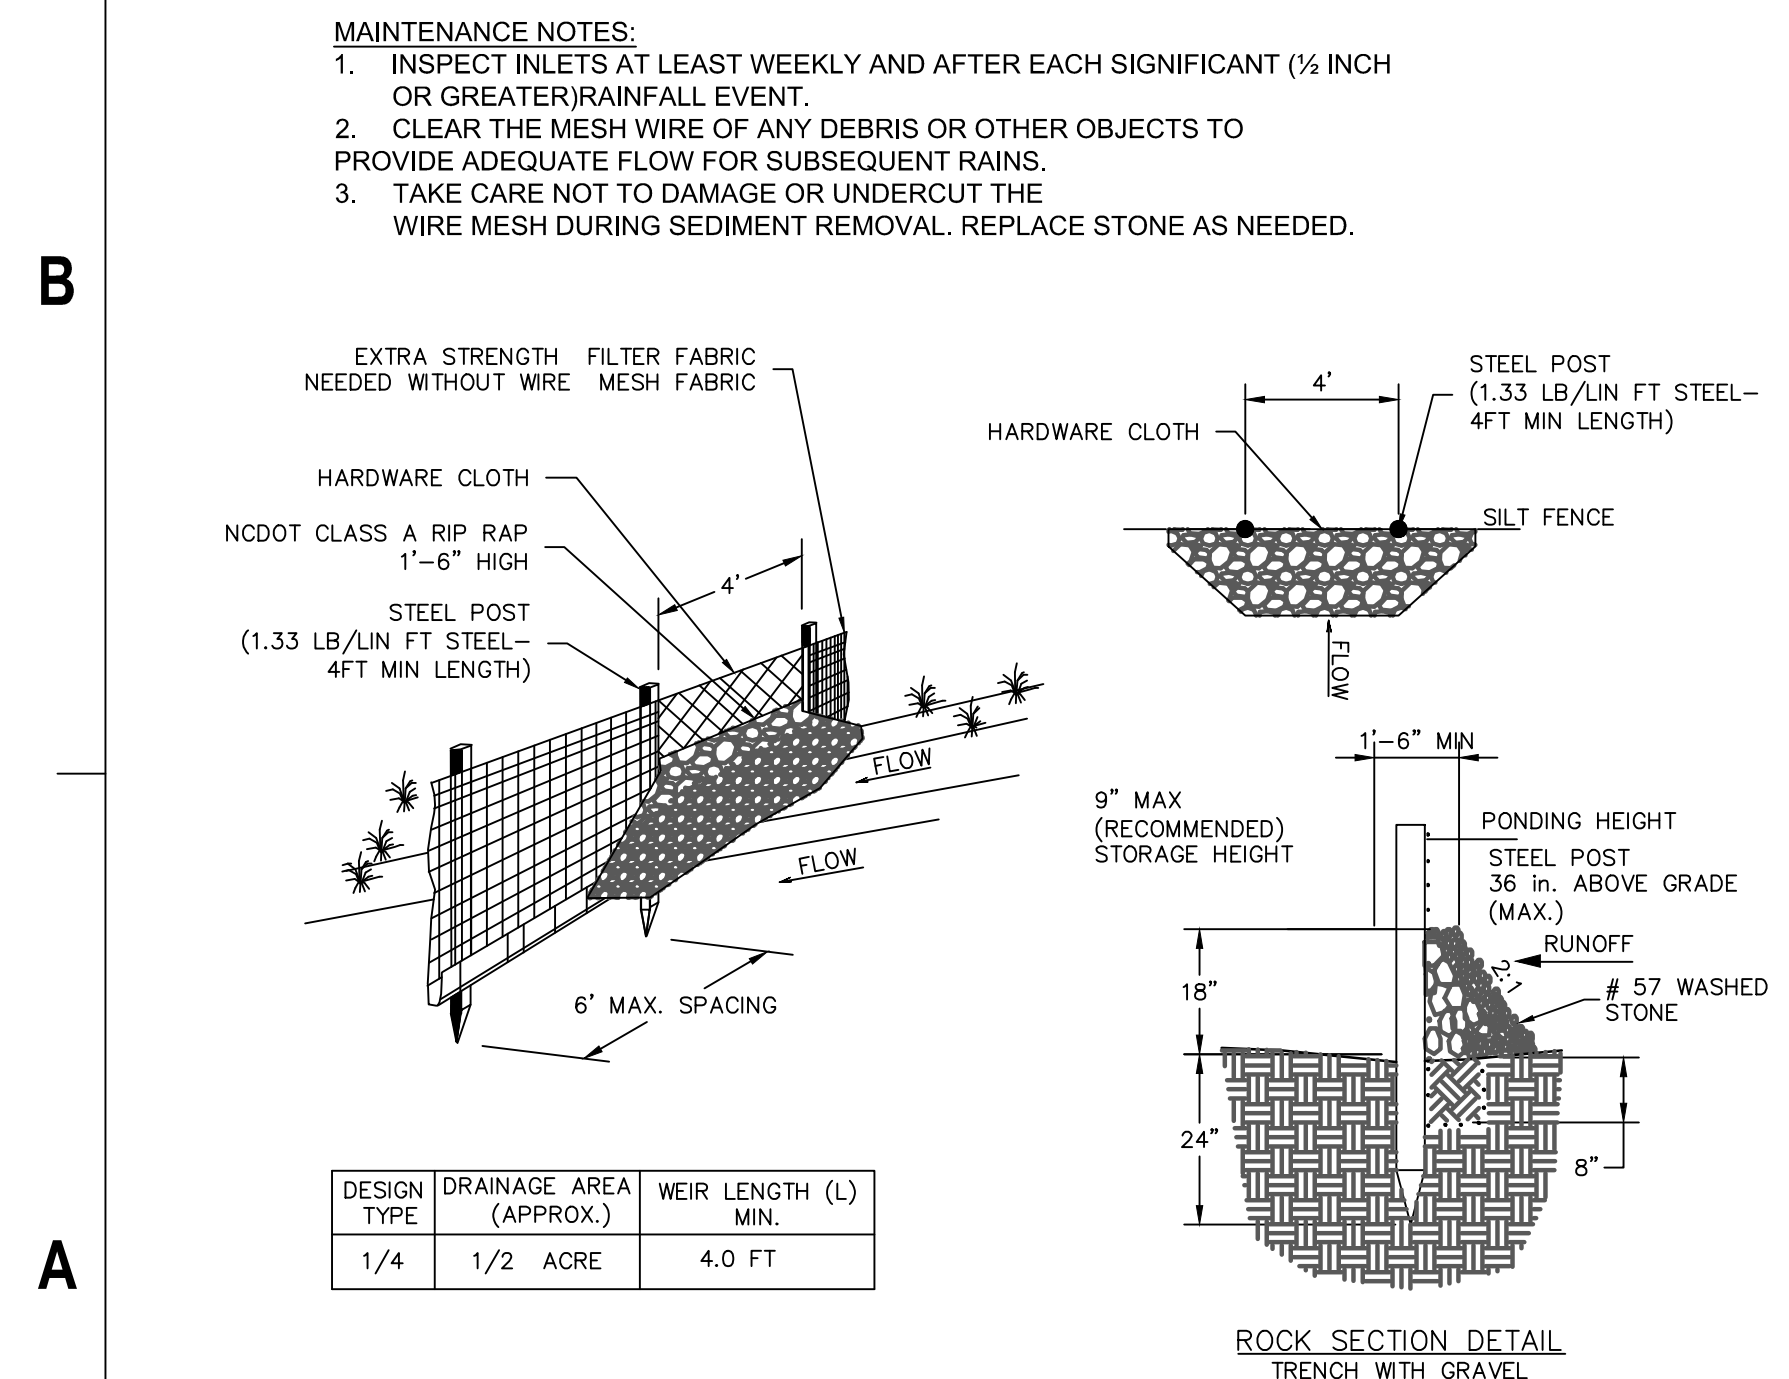 MAINTENANCE NOTES:
1. INSPECT INLETS AT LEAST WEEKLY AND AFTER EACH SIGNIFICANT (½ INCH
OR GREATER)RAINFALL EVENT.
2. CLEAR THE MESH WIRE OF ANY DEBRIS OR OTHER OBJECTS TO
PROVIDE ADEQUATE FLOW FOR SUBSEQUENT RAINS.
3. TAKE CARE NOT TO DAMAGE OR UNDERCUT THE
WIRE MESH DURING SEDIMENT REMOVAL. REPLACE STONE AS NEEDED.
B
EXTRA STRENGTH FILTER FABRIC
NEEDED WITHOUT WIRE MESH FABRIC
HARDWARE CLOTH
NCDOT CLASS A RIP RAP
1'-6" HIGH
STEEL POST
(1.33 LB/LIN FT STEEL-
4FT MIN LENGTH)
4'
FLOW
FLOW
6' MAX. SPACING
4'
STEEL POST
(1.33 LB/LIN FT STEEL-
4FT MIN LENGTH)
HARDWARE CLOTH
SILT FENCE
FLOW
1'-6" MIN
9" MAX
(RECOMMENDED)
STORAGE HEIGHT
PONDING HEIGHT
STEEL POST
36 in. ABOVE GRADE
(MAX.)
RUNOFF
2:1
# 57 WASHED
STONE
18"
24"
8"
DESIGN
TYPE
DRAINAGE AREA
(APPROX.)
WEIR LENGTH (L)
MIN.
1/4
1/2 ACRE
4.0 FT
A
ROCK SECTION DETAIL
TRENCH WITH GRAVEL